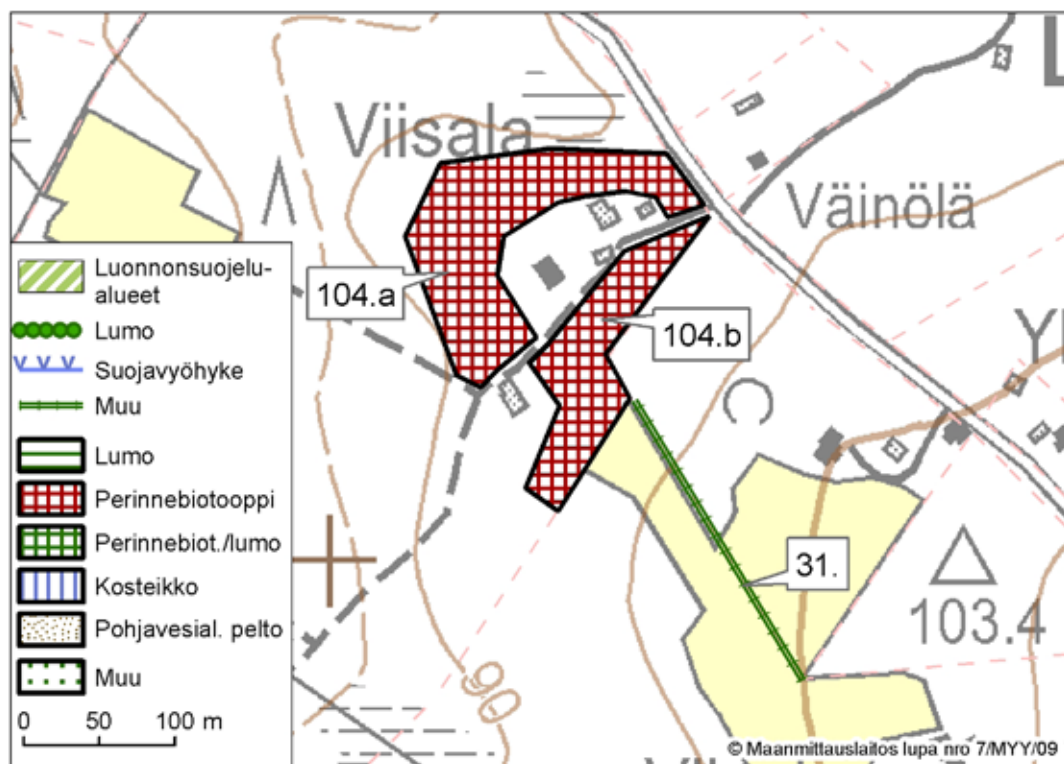 Viisala
Väinölä
104.a
104.b
31.
103.4
90
Luonnonsuojelu-
alueet
Lumo
Suojavyöhyke
Muu
Lumo
Perinnebiotooppi
Perinnebiot./lumo
Kosteikko
Pohjavesial. pelto
Muu
0 50 100 m
© Maanmittauslaitos lupa nro 7/MYY/09